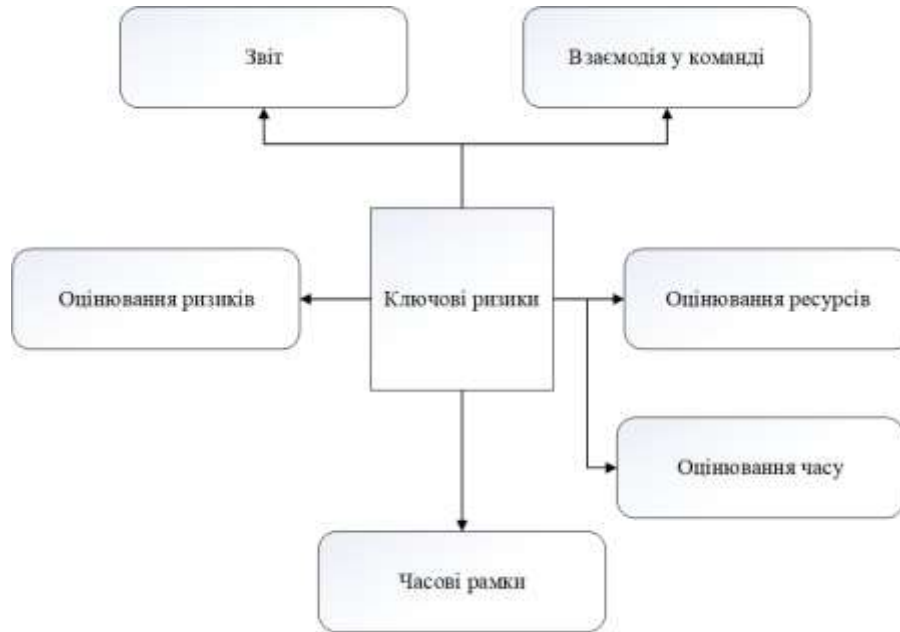 Звіт
Взаємодія у команді
Оцінювання ризиків
Ключові ризики
Оцінювання ресурсів
Оцінювання часу
Часові рамки